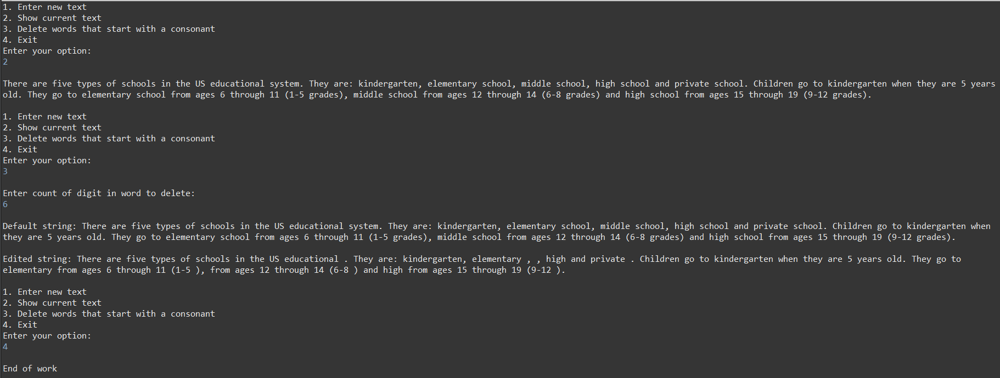 1. Enter new text
2. Show current text
3. Delete words that start with a consonant
4. Exit
Enter your option:
2
There are five types of schools in the US educational system. They are: kindergarten, elementary school, middle school, high school and private school. Children go to kindergarten when they are 5 years
old. They go to elementary school from ages 6 through 11 (1-5 grades), middle school from ages 12 through 14 (6-8 grades) and high school from ages 15 through 19 (9-12 grades).
1. Enter new text
2. Show current text
3. Delete words that start with a consonant
4. Exit
Enter your option:
3
Enter count of digit in word to delete:
6
Default string: There are five types of schools in the US educational system. They are: kindergarten, elementary school, middle school, high school and private school. Children go to kindergarten when
they are 5 years old. They go to elementary school from ages 6 through 11 (1-5 grades), middle school from ages 12 through 14 (6-8 grades) and high school from ages 15 through 19 (9-12 grades).
Edited string: There are five types of schools in the US educational . They are: kindergarten, elementary , , high and private . Children go to kindergarten when they are 5 years old. They go to
elementary from ages 6 through 11 (1-5 ), from ages 12 through 14 (6-8 ) and high from ages 15 through 19 (9-12 ).
1. Enter new text
2. Show current text
3. Delete words that start with a consonant
4. Exit
Enter your option:
4
End of work